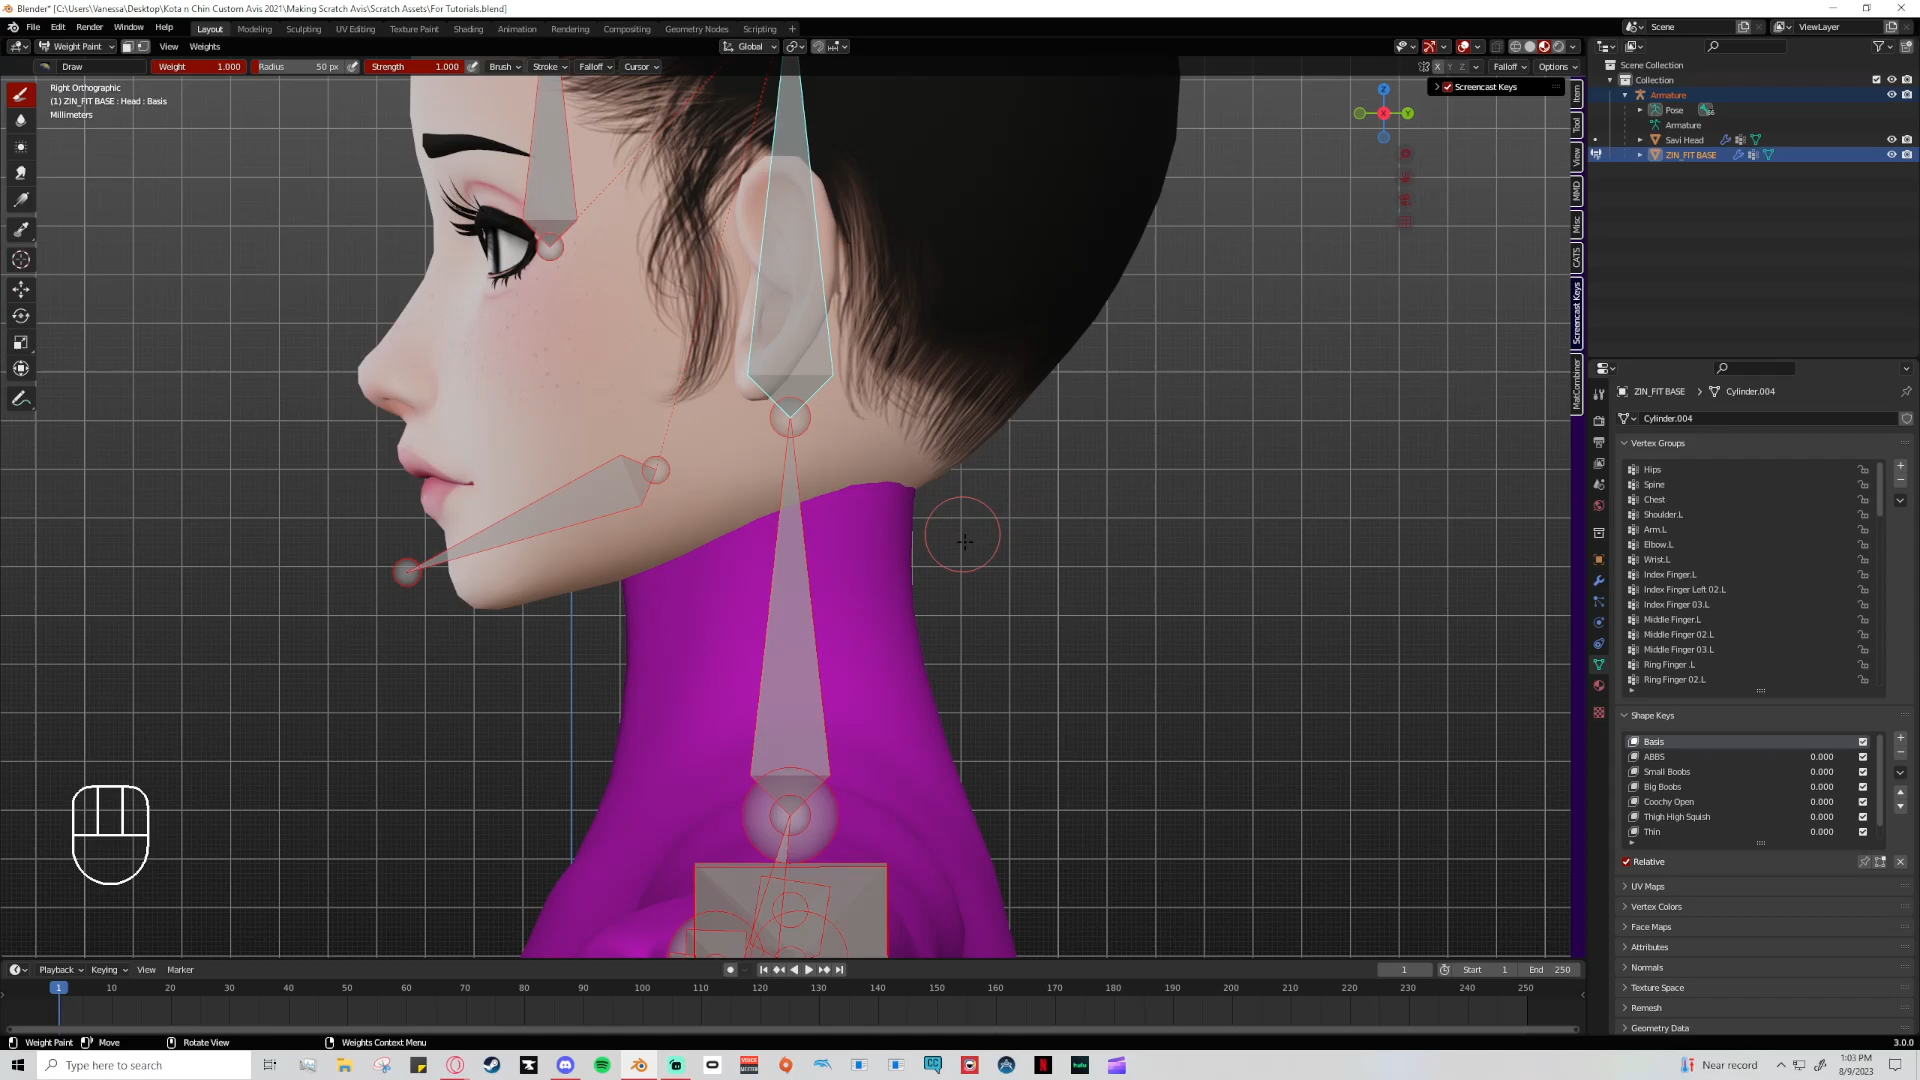 Blender* [C:\Users\Vanessa\Desktop\Kota n Chin Custom Avis 2021\Making Scratch Avis\Scratch Assets\For Tutorials.blend]
File Edit Render Window Help Layout Modeling Sculpting UV Editing Texture Paint Shading Animation Rendering Compositing Geometry Nodes Scripting + Scene ViewLayer
Weight Paint View Weights Global
Draw Weight 1.000 Radius 50 px Strength 1.000 Brush Stroke Falloff Cursor X Y Z Falloff Options
Right Orthographic
(1) ZIN_FIT BASE : Head : Basis
Millimeters
Screencast Keys
Z
X
Y
Item
Tool
View
MMD
Misc
CATS
Screencast Keys
MatCombiner
Scene Collection
Collection
Armature
Pose 66
Armature
Savi Head
ZIN_FIT BASE
ZIN_FIT BASE > Cylinder.004
Cylinder.004
Vertex Groups
Hips
Spine
Chest
Shoulder.L
Arm.L
Elbow.L
Wrist.L
Index Finger.L
Index Finger Left 02.L
Index Finger 03.L
Middle Finger.L
Middle Finger 02.L
Middle Finger 03.L
Ring Finger .L
Ring Finger 02.L
Shape Keys
Basis
ABBS 0.000
Small Boobs 0.000
Big Boobs 0.000
Coochy Open 0.000
Thigh High Squish 0.000
Thin 0.000
Relative
UV Maps
Vertex Colors
Face Maps
Attributes
Normals
Texture Space
Remesh
Geometry Data
Playback Keying View Marker 1 Start 1 End 250
1 10 20 30 40 50 60 70 80 90 100 110 120 130 140 150 160 170 180 190 200 210 220 230 240 250
Weight Paint Move Rotate View Weights Context Menu 3.0.0
Type here to search Near record 1:03 PM
8/9/2023